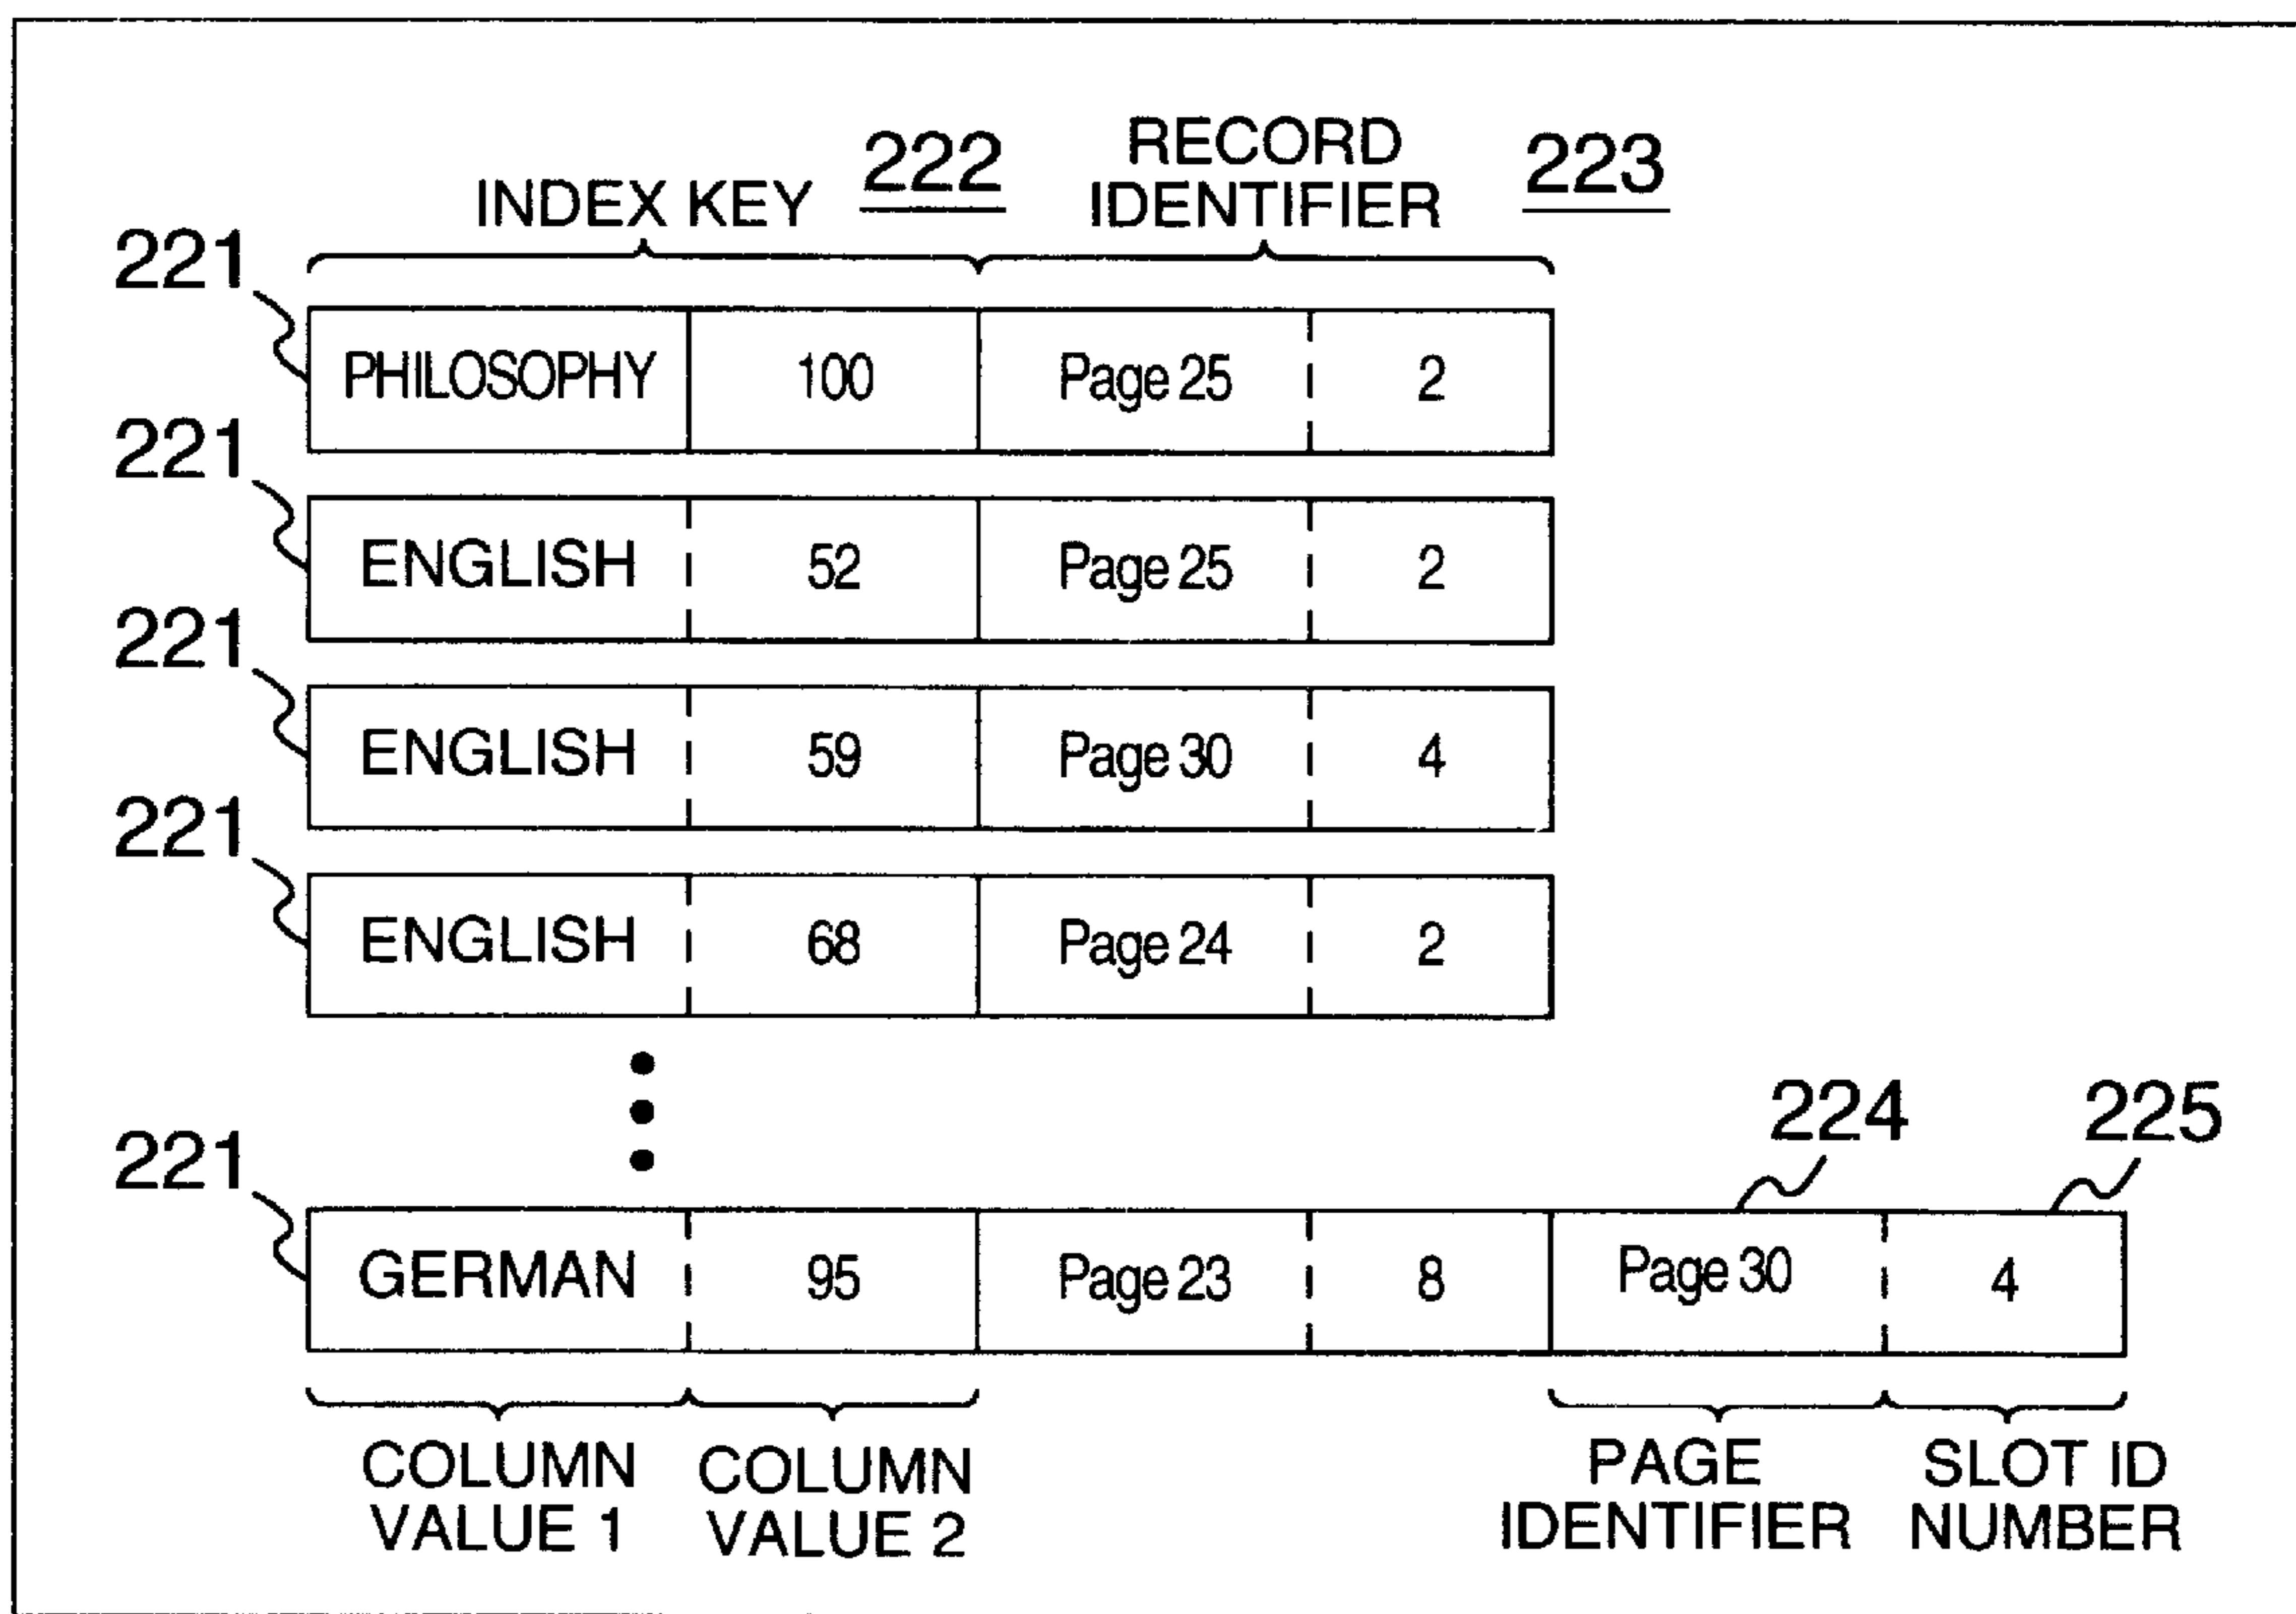 INDEX KEY 222 RECORD IDENTIFIER 223
221 PHILOSOPHY 100 Page 25 2
221 ENGLISH 52 Page 25 2
221 ENGLISH 59 Page 30 4
221 ENGLISH 68 Page 24 2
224 225
221 GERMAN 95 Page 23 8 Page 30 4
COLUMN VALUE 1 COLUMN VALUE 2 PAGE IDENTIFIER SLOT ID NUMBER